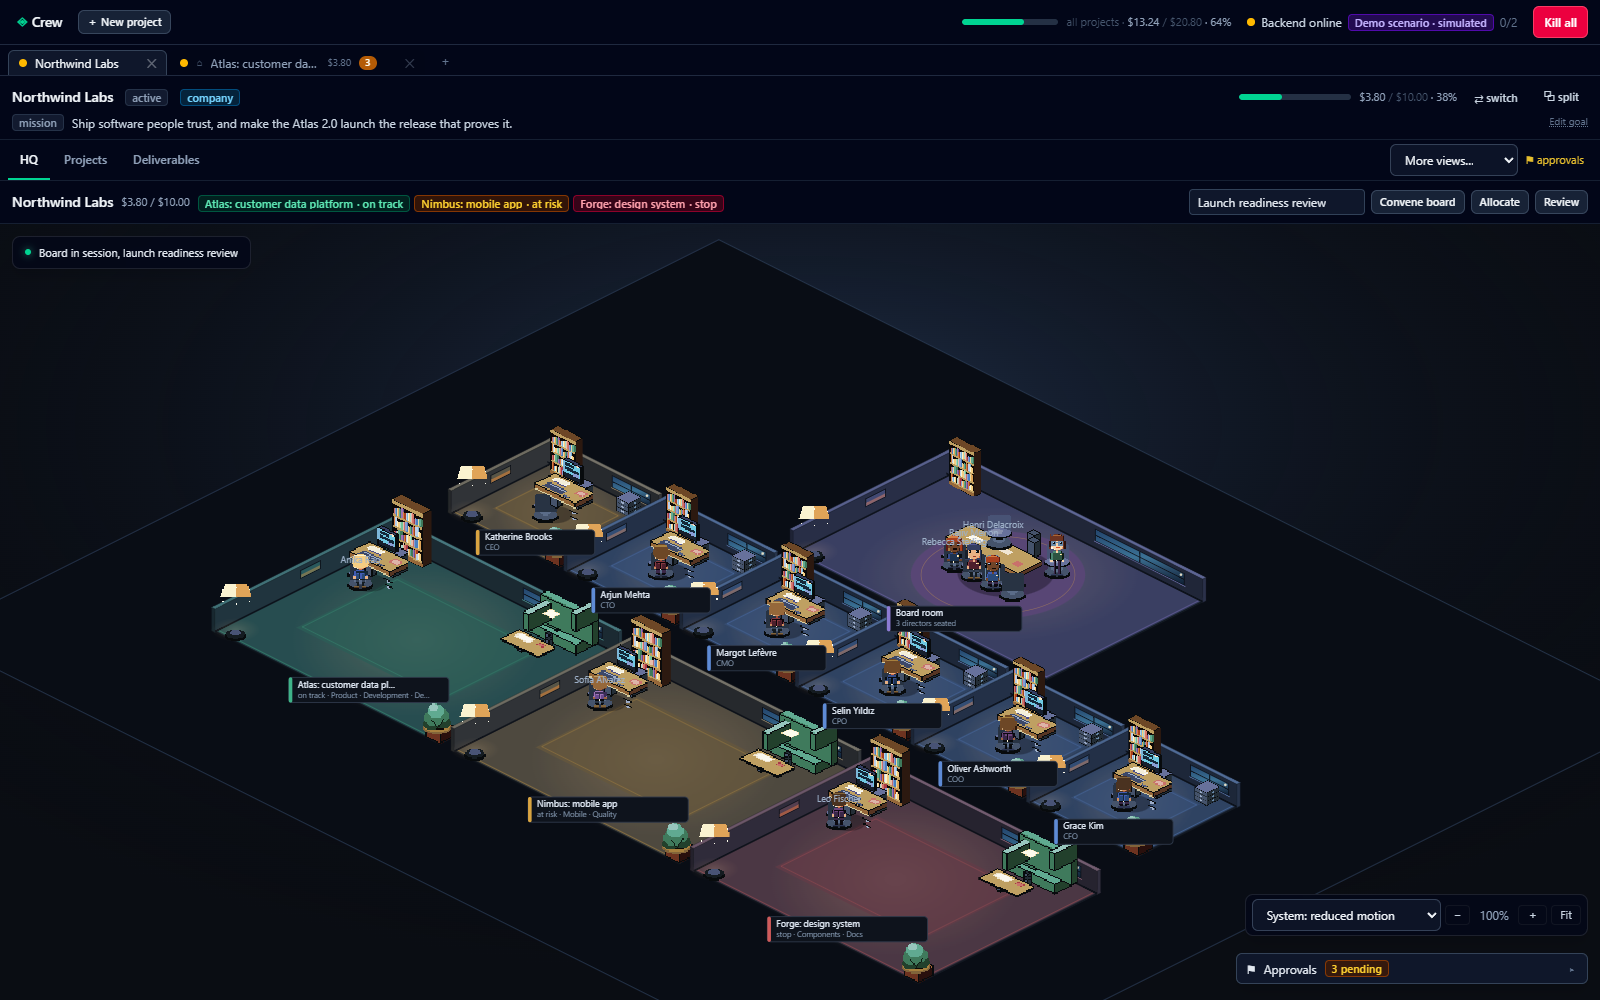 Crew
+ New project
all projects · $13.24 / $20.80 · 64%
Backend online
Demo scenario · simulated
0/2
Kill all
Northwind Labs
Atlas: customer da...
$3.80
3
+
Northwind Labs
active
company
$3.80 / $10.00 · 38%
switch
split
mission
Ship software people trust, and make the Atlas 2.0 launch the release that proves it.
Edit goal
HQ
Projects
Deliverables
More views...
approvals
Northwind Labs
$3.80 / $10.00
Atlas: customer data platform · on track
Nimbus: mobile app · at risk
Forge: design system · stop
Launch readiness review
Convene board
Allocate
Review
Board in session, launch readiness review
Henri Delacroix
Rebecca
Katherine Brooks
CEO
Arjun Mehta
CTO
Board room
3 directors seated
Margot Lefèvre
CMO
Sofia
Atlas: customer data pl...
on track · Product · Development · De...
Selin Yıldız
CPO
Oliver Ashworth
COO
Nimbus: mobile app
at risk · Mobile · Quality
Leo Fischer
Grace Kim
CFO
Forge: design system
stop · Components · Docs
System: reduced motion
−
100%
+
Fit
Approvals
3 pending